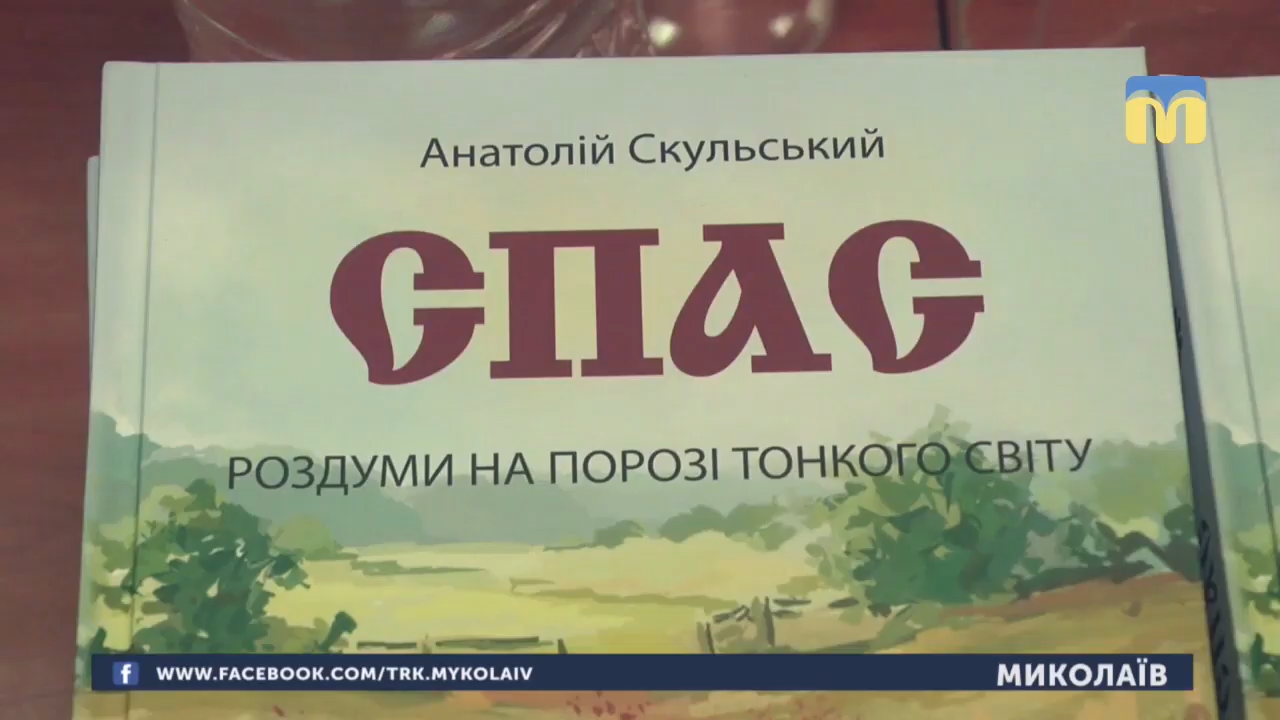 Анатолій Скульський
СПАС
РОЗДУМИ НА ПОРОЗІ ТОНКОГО СВІТУ
WWW.FACEBOOK.COM/TRK.MYKOLAIV
МИКОЛАЇВ